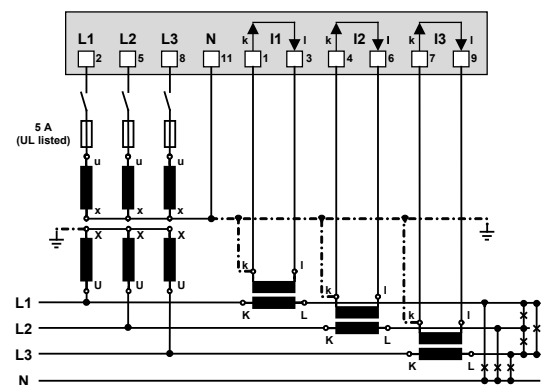 L1 L2 L3 N k I1 l k I2 l k I3 l
2 5 8 11 1 3 4 6 7 9
5 A
(UL listed)
u u u
x x x
X X X
U U U
k l
k l
k l
L1 K L
L2 K L
L3 K L
N